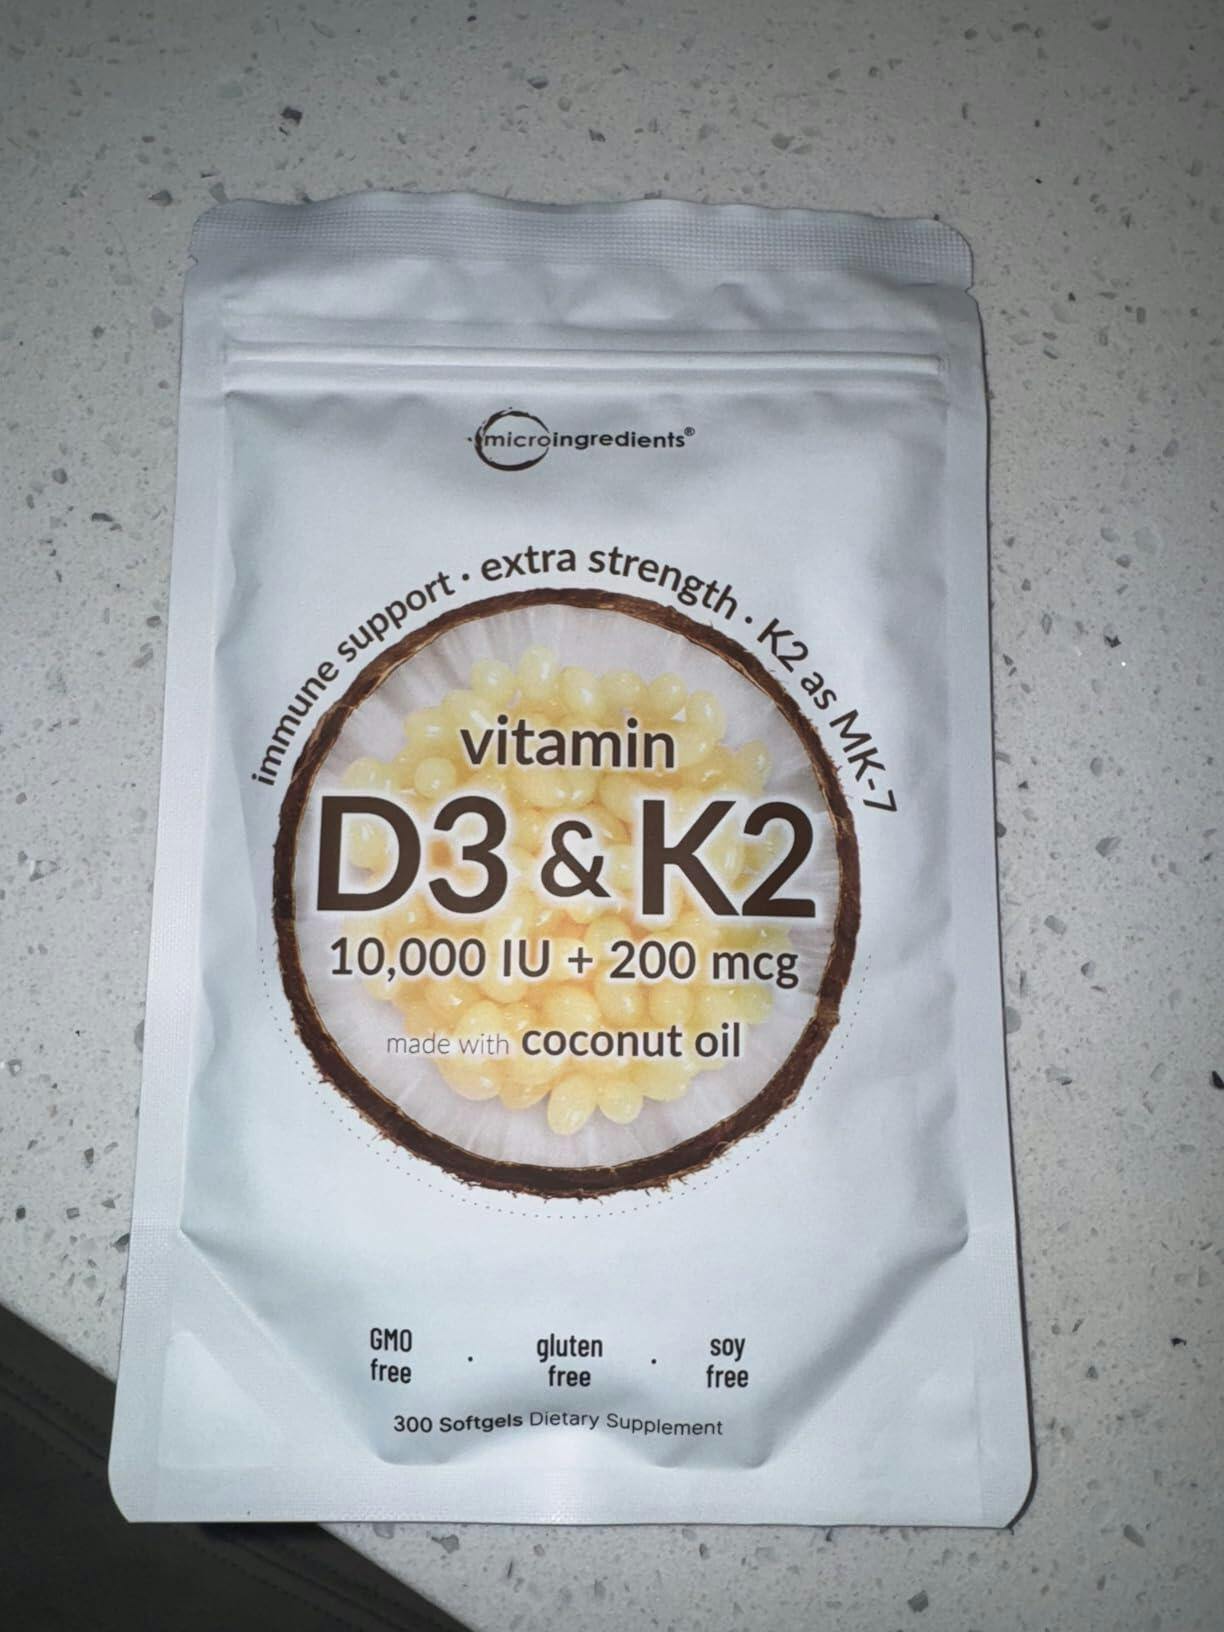 microingredients®
immune support · extra strength · K2 as MK-7
vitamin
D3 & K2
10,000 IU + 200 mcg
made with coconut oil
GMO free · gluten free · soy free
300 Softgels Dietary Supplement